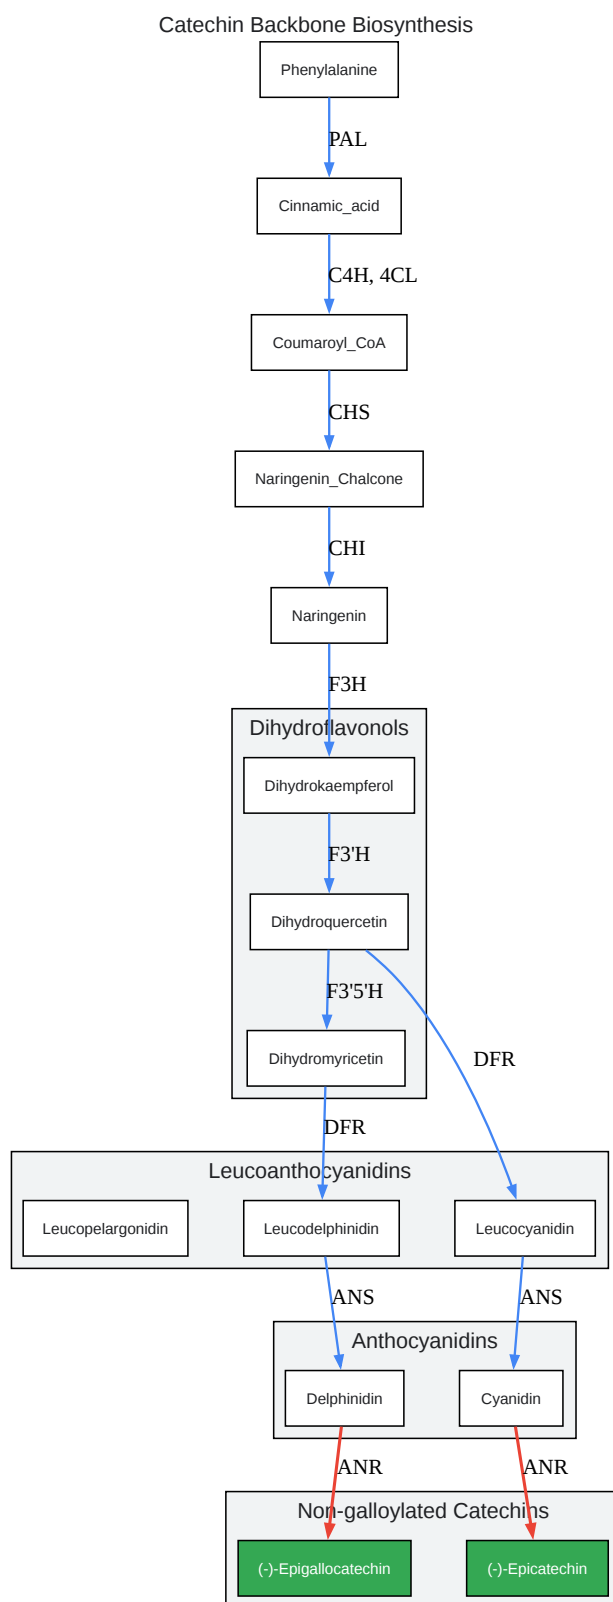 Catechin Backbone Biosynthesis
Phenylalanine
PAL
Cinnamic_acid
C4H, 4CL
Coumaroyl_CoA
CHS
Naringenin_Chalcone
CHI
Naringenin
F3H
Dihydroflavonols
Dihydrokaempferol
F3'H
Dihydroquercetin
F3'5'H
Dihydromyricetin
DFR
DFR
Leucoanthocyanidins
Leucopelargonidin
Leucodelphinidin
Leucocyanidin
ANS
ANS
Anthocyanidins
Delphinidin
Cyanidin
ANR
ANR
Non-galloylated Catechins
(-)-Epigallocatechin
(-)-Epicatechin